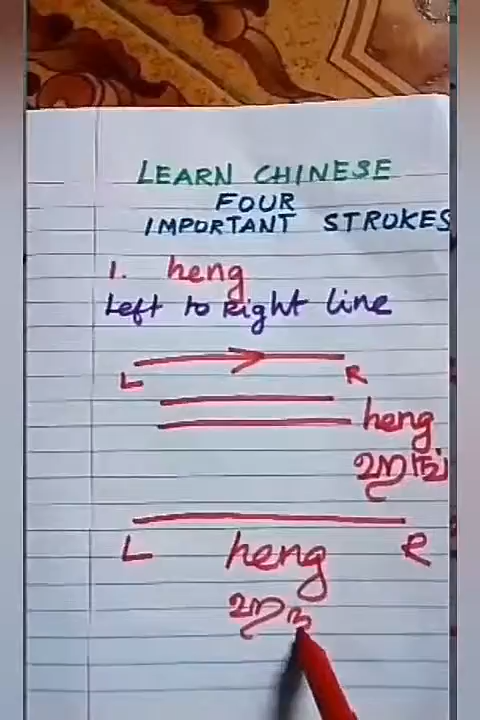 LEARN CHINESE
FOUR
IMPORTANT STROKES
1. heng
Left to Right line
L R
heng
L heng R